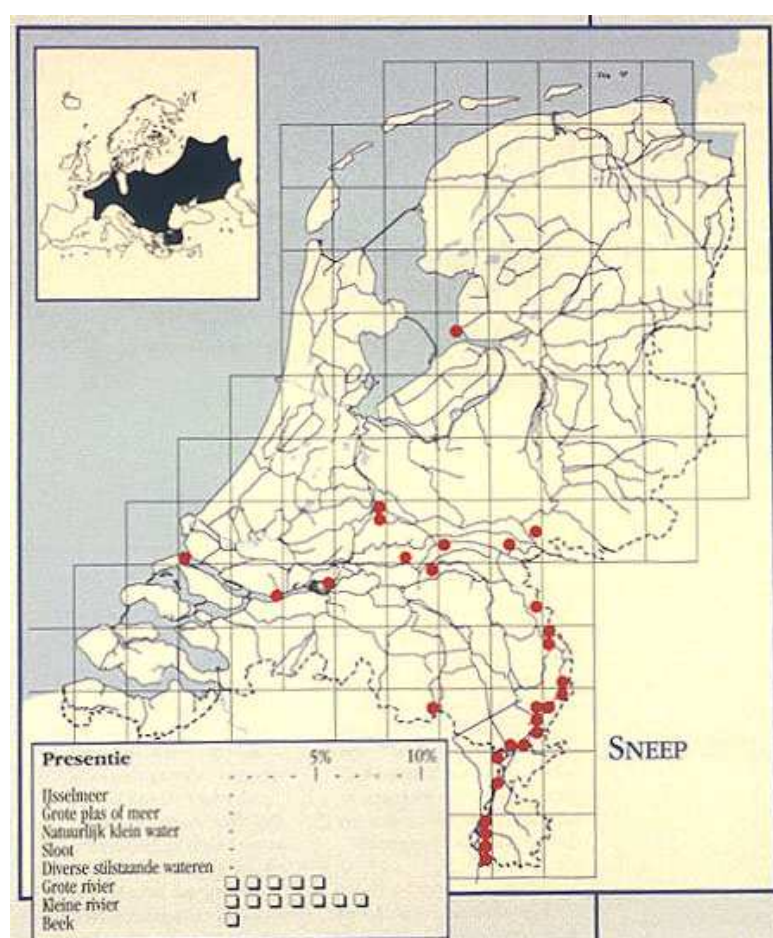 SNEEP
Presentie 5% 10%
IJsselmeer
Grote plas of meer
Natuurlijk klein water
Sloot
Diverse stilstaande wateren
Grote rivier
Kleine rivier
Beek